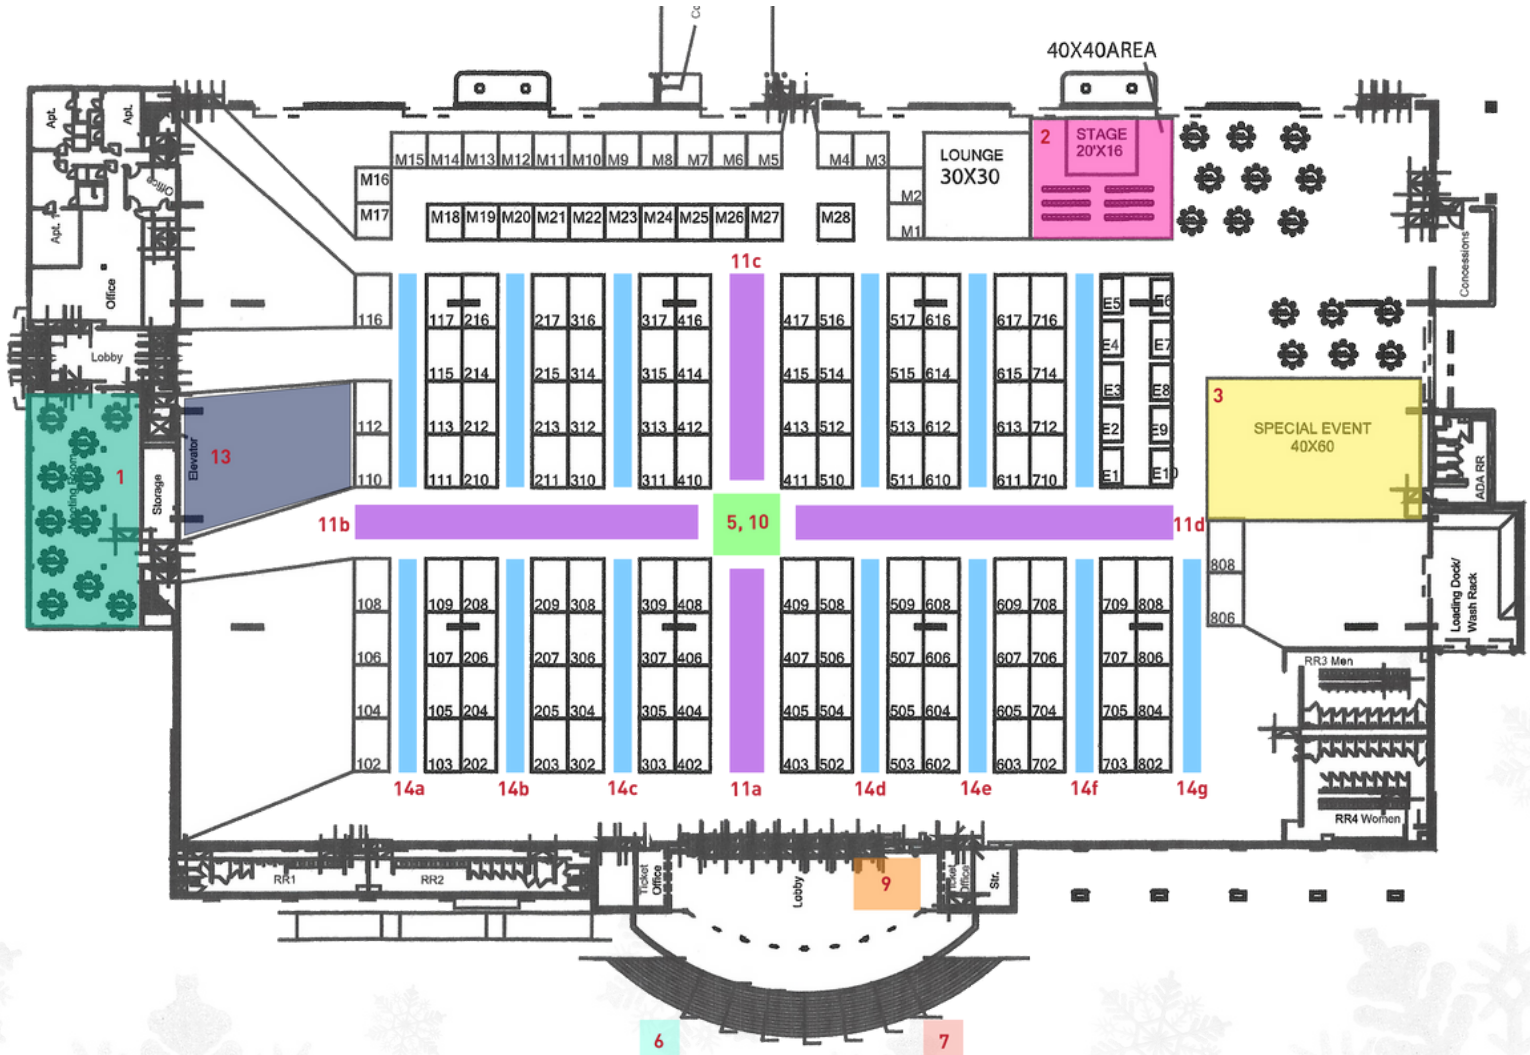 Co
40X40AREA
Apt.
Apt.
Office
Apt.
Office
Lobby
Meeting Room
Storage
Elevator
1
13
M15 M14 M13 M12 M11 M10 M9 M8 M7 M6 M5 M4 M3
M16
M17
M2
M1
M18 M19 M20 M21 M22 M23 M24 M25 M26 M27 M28
LOUNGE
30X30
2
STAGE
20'X16
Concessions
11c
116 117 216 217 316 317 416 417 516 517 616 617 716 E5 E6
115 214 215 314 315 414 415 514 515 614 615 714 E4 E7
E3 E8
112 113 212 213 312 313 412 413 512 513 612 613 712 E2 E9
110 111 210 211 310 311 410 411 510 511 610 611 710 E1 E10
3
SPECIAL EVENT
40X60
ADA RR
11b
5, 10
11d
808
806
Loading Dock/
Wash Rack
108 109 208 209 308 309 408 409 508 509 608 609 708 709 808
106 107 206 207 306 307 406 407 506 507 606 607 706 707 806
104 105 204 205 304 305 404 405 504 505 604 605 704 705 804
102 103 202 203 302 303 402 403 502 503 602 603 702 703 802
14a 14b 14c 11a 14d 14e 14f 14g
RR3 Men
RR4 Women
RR1
RR2
Ticket
Office
Lobby
9
Ticket
Office
Str.
6
7